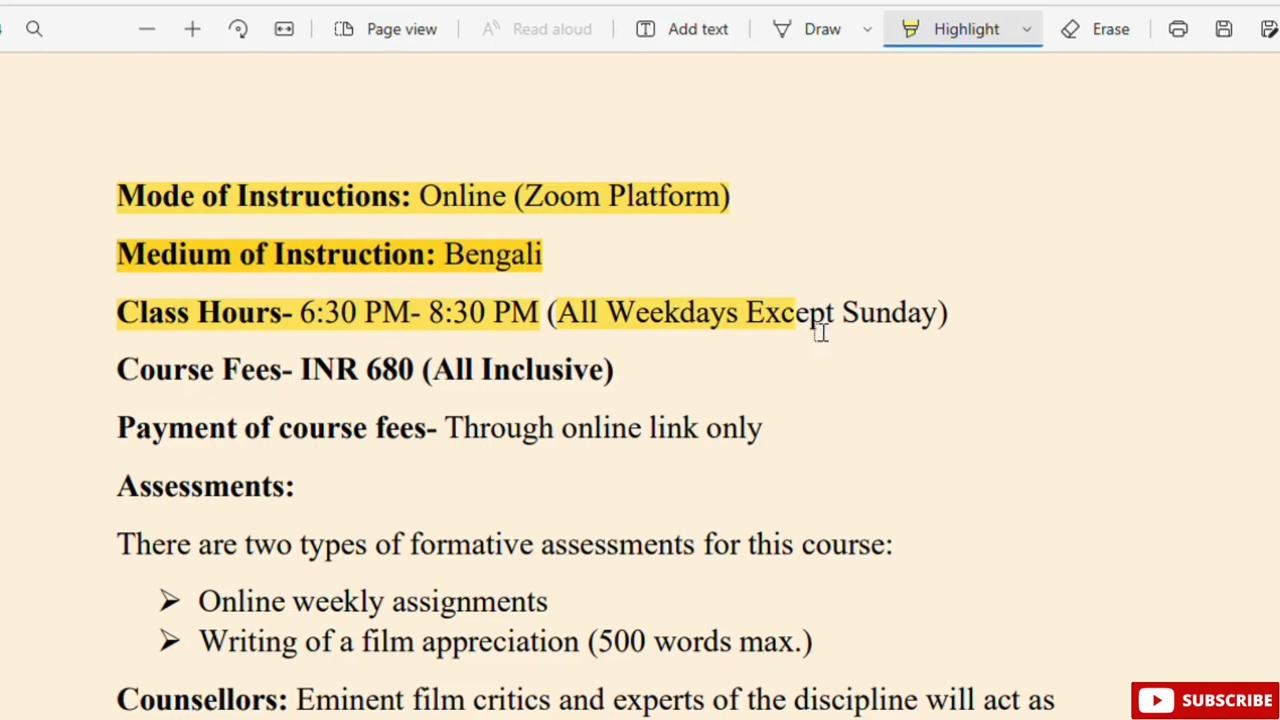 Page view
Read aloud
Add text
Draw
Highlight
Erase
Mode of Instructions: Online (Zoom Platform)
Medium of Instruction: Bengali
Class Hours- 6:30 PM- 8:30 PM (All Weekdays Except Sunday)
Course Fees- INR 680 (All Inclusive)
Payment of course fees- Through online link only
Assessments:
There are two types of formative assessments for this course:
Online weekly assignments
Writing of a film appreciation (500 words max.)
Counsellors: Eminent film critics and experts of the discipline will act as
SUBSCRIBE